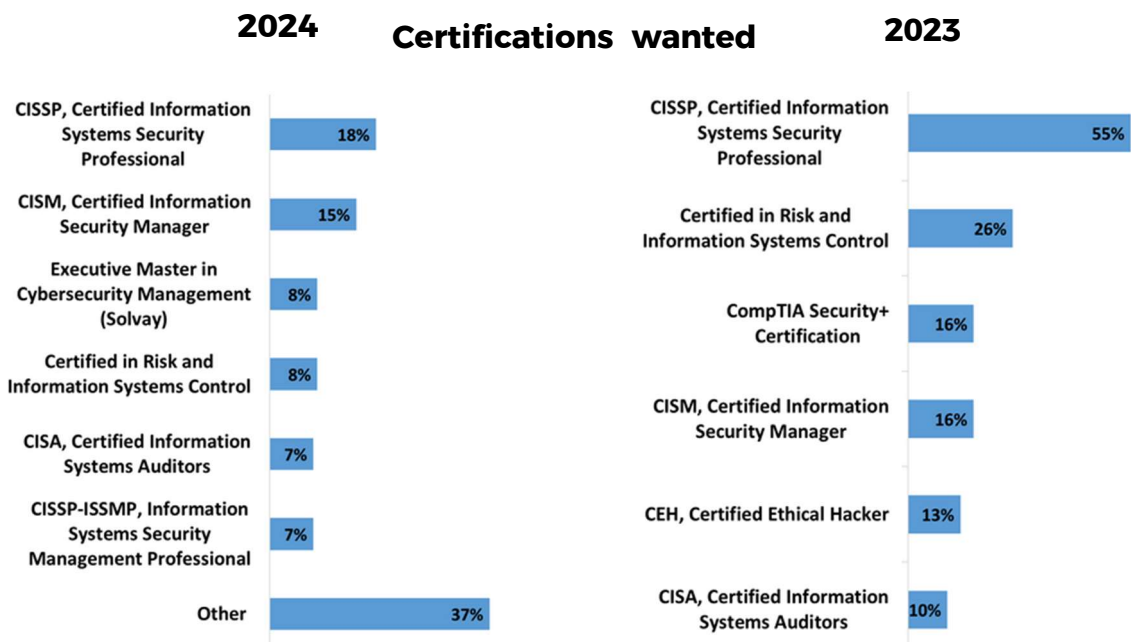 2024
Certifications wanted
2023
CISSP, Certified Information
Systems Security
Professional
18%
CISM, Certified Information
Security Manager
15%
Executive Master in
Cybersecurity Management
(Solvay)
8%
Certified in Risk and
Information Systems Control
8%
CISA, Certified Information
Systems Auditors
7%
CISSP-ISSMP, Information
Systems Security
Management Professional
7%
Other
37%
CISSP, Certified Information
Systems Security
Professional
55%
Certified in Risk and
Information Systems Control
26%
CompTIA Security+
Certification
16%
CISM, Certified Information
Security Manager
16%
CEH, Certified Ethical Hacker
13%
CISA, Certified Information
Systems Auditors
10%